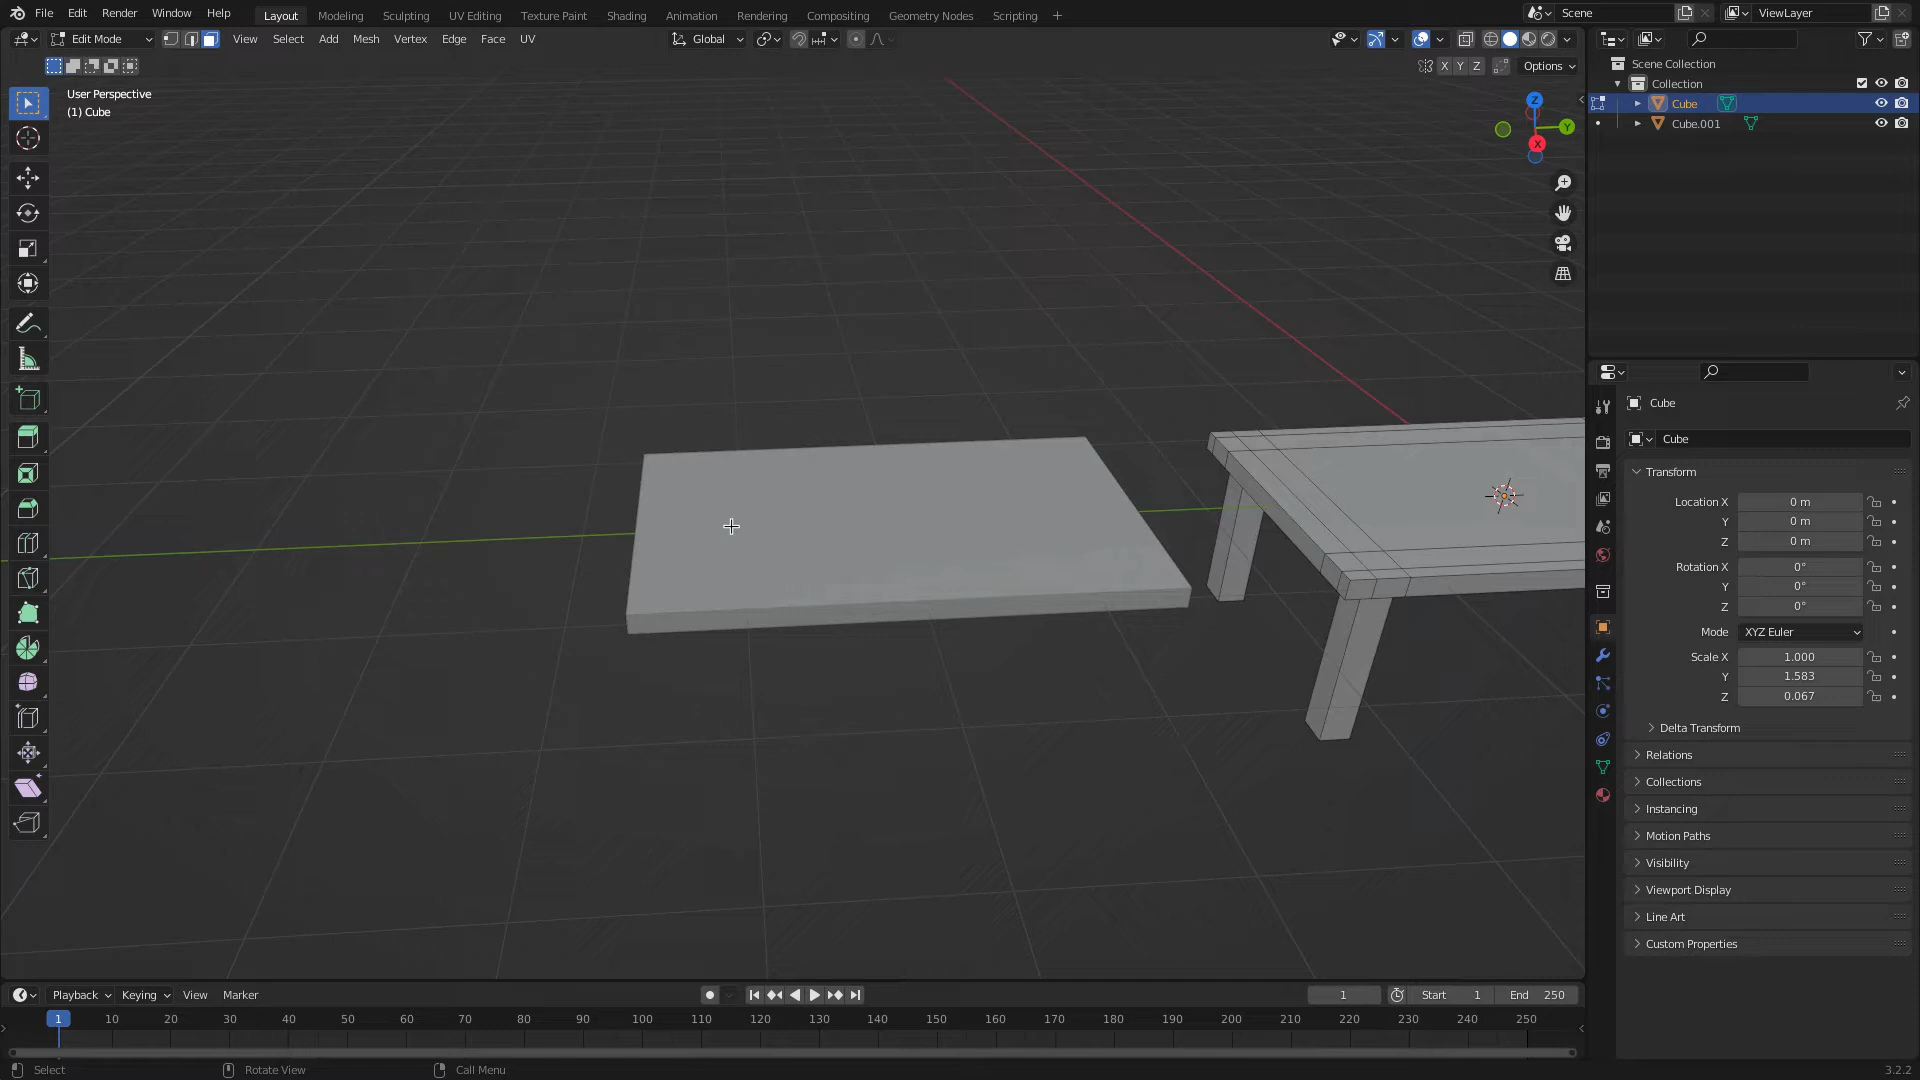 File Edit Render Window Help Layout Modeling Sculpting UV Editing Texture Paint Shading Animation Rendering Compositing Geometry Nodes Scripting Scene ViewLayer
Edit Mode View Select Add Mesh Vertex Edge Face UV Global
X Y Z Options
User Perspective
(1) Cube
Z
Y
X
Scene Collection
Collection
Cube
Cube.001
Cube
Cube
Transform
Location X 0 m
Y 0 m
Z 0 m
Rotation X 0°
Y 0°
Z 0°
Mode XYZ Euler
Scale X 1.000
Y 1.583
Z 0.067
Delta Transform
Relations
Collections
Instancing
Motion Paths
Visibility
Viewport Display
Line Art
Custom Properties
Playback Keying View Marker 1 Start 1 End 250
1 10 20 30 40 50 60 70 80 90 100 110 120 130 140 150 160 170 180 190 200 210 220 230 240 250
Select Rotate View Call Menu 3.2.2